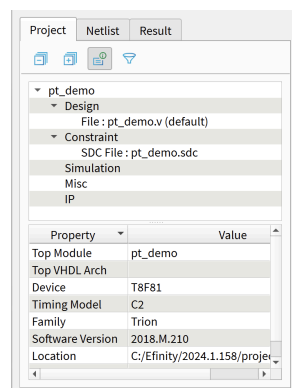 Project Netlist Result
pt_demo
Design
File : pt_demo.v (default)
Constraint
SDC File : pt_demo.sdc
Simulation
Misc
IP
Property Value
Top Module pt_demo
Top VHDL Arch
Device T8F81
Timing Model C2
Family Trion
Software Version 2018.M.210
Location C:/Efinity/2024.1.158/proje